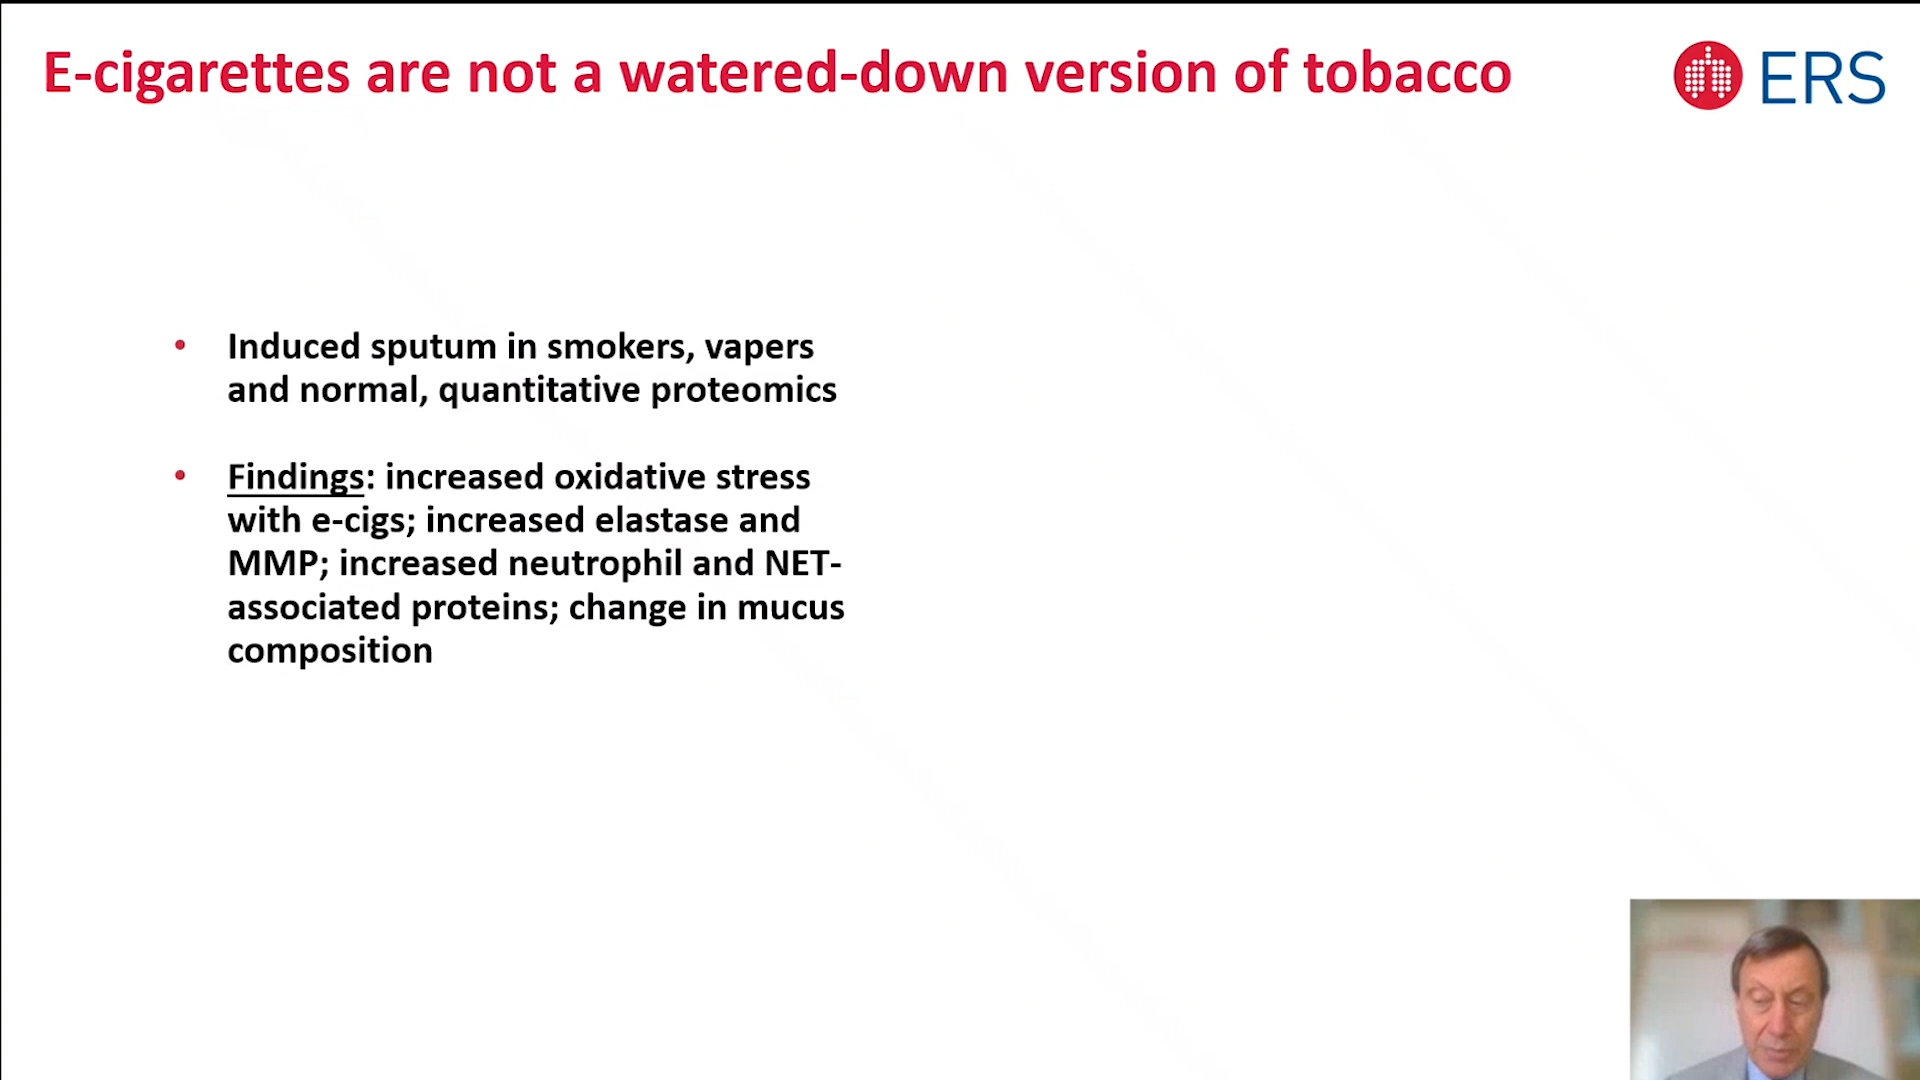 E-cigarettes are not a watered-down version of tobacco
ERS
• Induced sputum in smokers, vapers
and normal, quantitative proteomics
• Findings: increased oxidative stress
with e-cigs; increased elastase and
MMP; increased neutrophil and NET-
associated proteins; change in mucus
composition